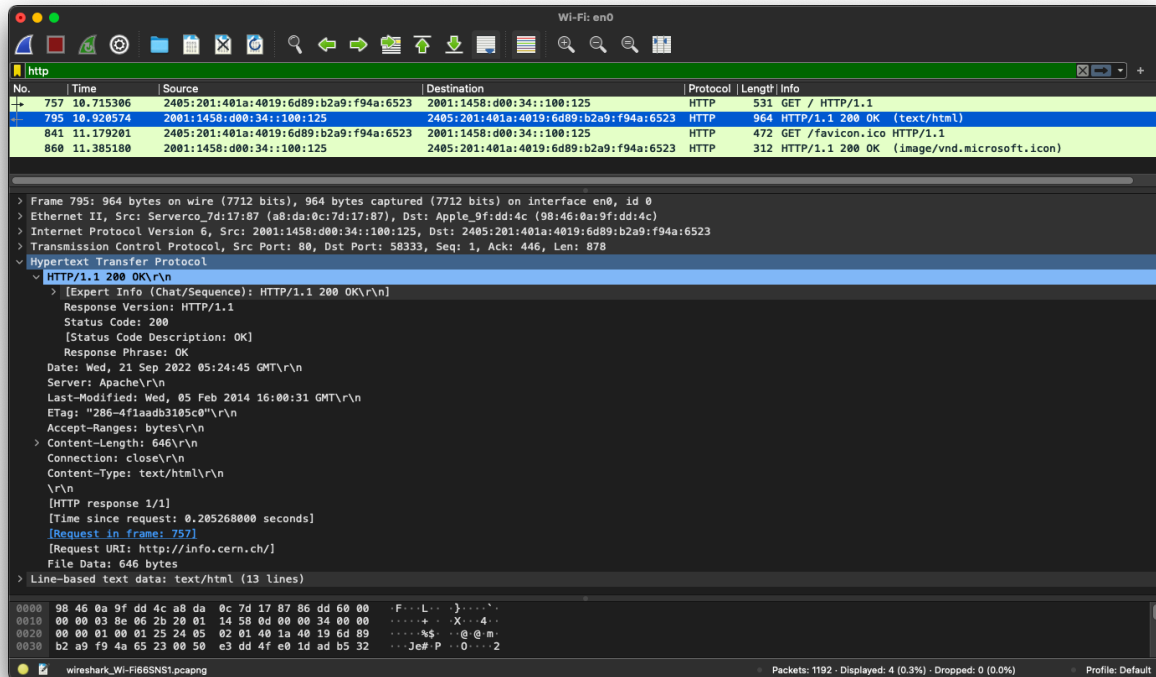 Wi-Fi: en0
http
No. Time Source Destination Protocol Length Info
757 10.715306 2405:201:401a:4019:6d89:b2a9:f94a:6523 2001:1458:d00:34::100:125 HTTP 531 GET / HTTP/1.1
795 10.920574 2001:1458:d00:34::100:125 2405:201:401a:4019:6d89:b2a9:f94a:6523 HTTP 964 HTTP/1.1 200 OK  (text/html)
841 11.179201 2405:201:401a:4019:6d89:b2a9:f94a:6523 2001:1458:d00:34::100:125 HTTP 472 GET /favicon.ico HTTP/1.1
860 11.385180 2001:1458:d00:34::100:125 2405:201:401a:4019:6d89:b2a9:f94a:6523 HTTP 312 HTTP/1.1 200 OK  (image/vnd.microsoft.icon)
Frame 795: 964 bytes on wire (7712 bits), 964 bytes captured (7712 bits) on interface en0, id 0
Ethernet II, Src: Serverco_7d:17:87 (a8:da:0c:7d:17:87), Dst: Apple_9f:dd:4c (98:46:0a:9f:dd:4c)
Internet Protocol Version 6, Src: 2001:1458:d00:34::100:125, Dst: 2405:201:401a:4019:6d89:b2a9:f94a:6523
Transmission Control Protocol, Src Port: 80, Dst Port: 58333, Seq: 1, Ack: 446, Len: 878
Hypertext Transfer Protocol
HTTP/1.1 200 OK\r\n
[Expert Info (Chat/Sequence): HTTP/1.1 200 OK\r\n]
Response Version: HTTP/1.1
Status Code: 200
[Status Code Description: OK]
Response Phrase: OK
Date: Wed, 21 Sep 2022 05:24:45 GMT\r\n
Server: Apache\r\n
Last-Modified: Wed, 05 Feb 2014 16:00:31 GMT\r\n
ETag: "286-4f1aadb3105c0"\r\n
Accept-Ranges: bytes\r\n
Content-Length: 646\r\n
Connection: close\r\n
Content-Type: text/html\r\n
\r\n
[HTTP response 1/1]
[Time since request: 0.205268000 seconds]
[Request in frame: 757]
[Request URI: http://info.cern.ch/]
File Data: 646 bytes
Line-based text data: text/html (13 lines)
0000 98 46 0a 9f dd 4c a8 da 0c 7d 17 87 86 dd 60 00 ·F···L·· ·}····`·
0010 00 00 03 8e 06 2b 20 01 14 58 0d 00 00 34 00 00 ·····+ · ·X···4··
0020 00 00 01 00 01 25 24 05 02 01 40 1a 40 19 6d 89 ·····%$· ··@·@·m·
0030 b2 a9 f9 4a 65 23 00 50 e3 dd 4f e0 1d ad b5 32 ···Je#·P ··O····2
wireshark_Wi-Fi66SNS1.pcapng Packets: 1192 · Displayed: 4 (0.3%) · Dropped: 0 (0.0%) Profile: Default